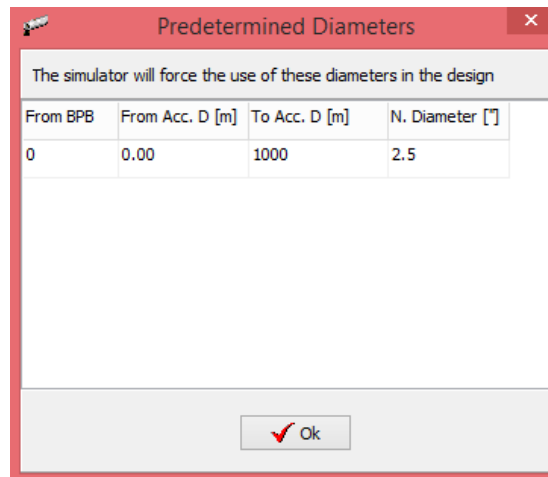 Predetermined Diameters
The simulator will force the use of these diameters in the design
From BPB From Acc. D [m] To Acc. D [m] N. Diameter ["]
0 0.00 1000 2.5
Ok